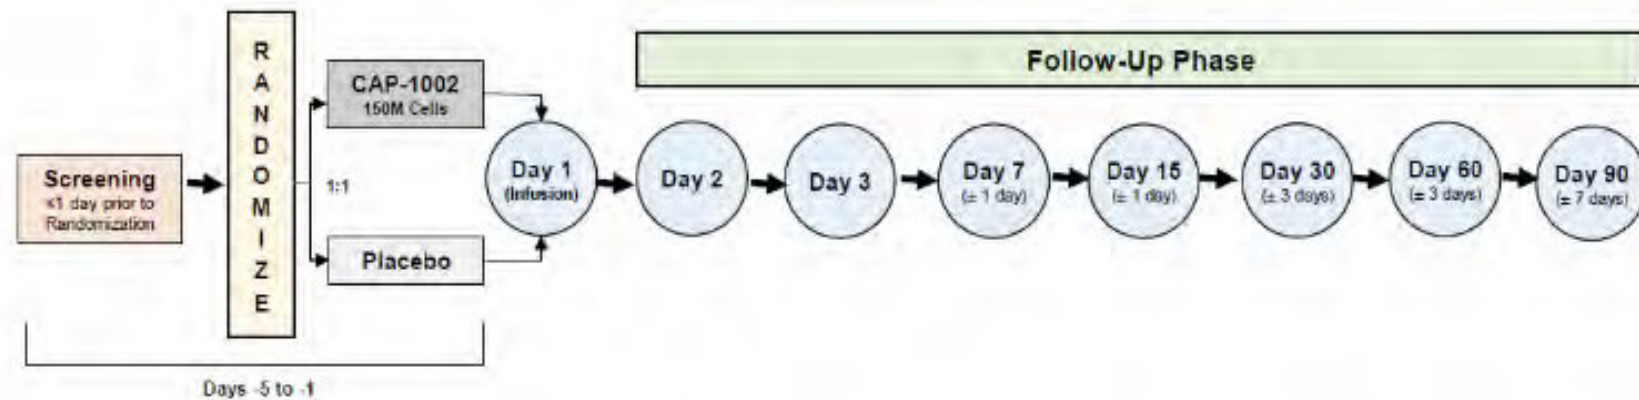 Screening
<1 day prior to
Randomization
RANDOMIZE
1:1
CAP-1002
150M Cells
Placebo
Days -5 to -1
Day 1
(Infusion)
Follow-Up Phase
Day 2
Day 3
Day 7
(± 1 day)
Day 15
(± 1 day)
Day 30
(± 3 days)
Day 60
(± 3 days)
Day 90
(± 7 days)